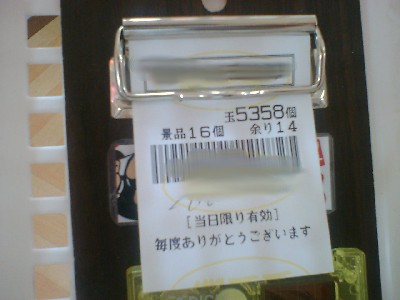 玉5358個
景品16個 余り14
[当日限り有効]
毎度ありがとうございます